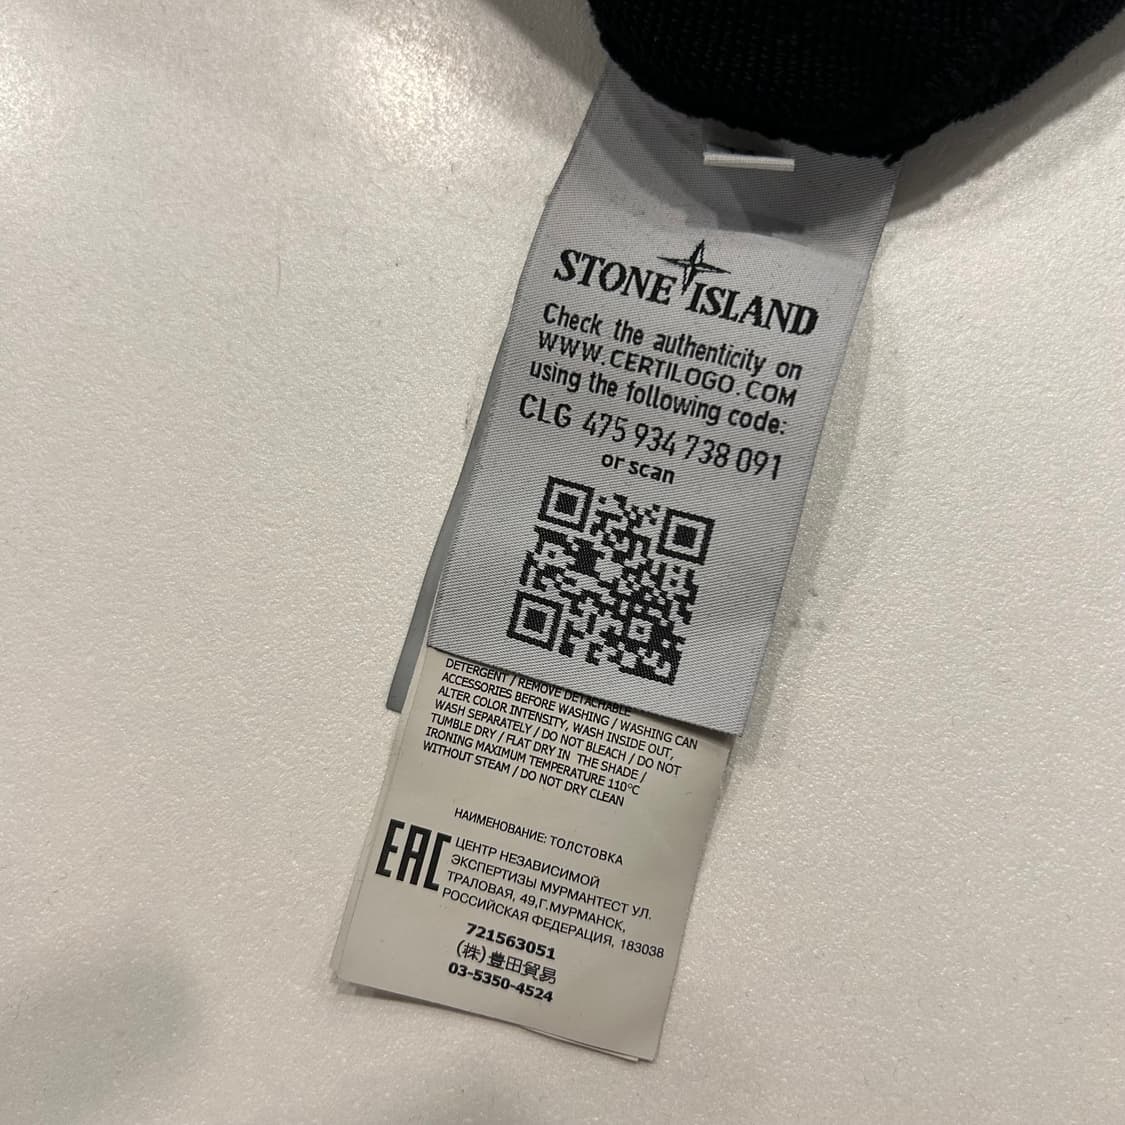 STONE ISLAND
Check the authenticity on
WWW.CERTILOGO.COM
using the following code:
CLG 475 934 738 091
or scan
DETERGENT / REMOVE DETACHABLE
ACCESSORIES BEFORE WASHING / WASHING CAN
ALTER COLOR INTENSITY, WASH INSIDE OUT,
WASH SEPARATELY / DO NOT BLEACH / DO NOT
TUMBLE DRY / FLAT DRY IN THE SHADE /
IRONING MAXIMUM TEMPERATURE 110°C
WITHOUT STEAM / DO NOT DRY CLEAN
НАИМЕНОВАНИЕ: ТОЛСТОВКА
EAC
ЦЕНТР НЕЗАВИСИМОЙ
ЭКСПЕРТИЗЫ МУРМАНТЕСТ УЛ.
ТРАЛОВАЯ, 49,Г.МУРМАНСК,
РОССИЙСКАЯ ФЕДЕРАЦИЯ, 183038
721563051
(株)豊田貿易
03-5350-4524